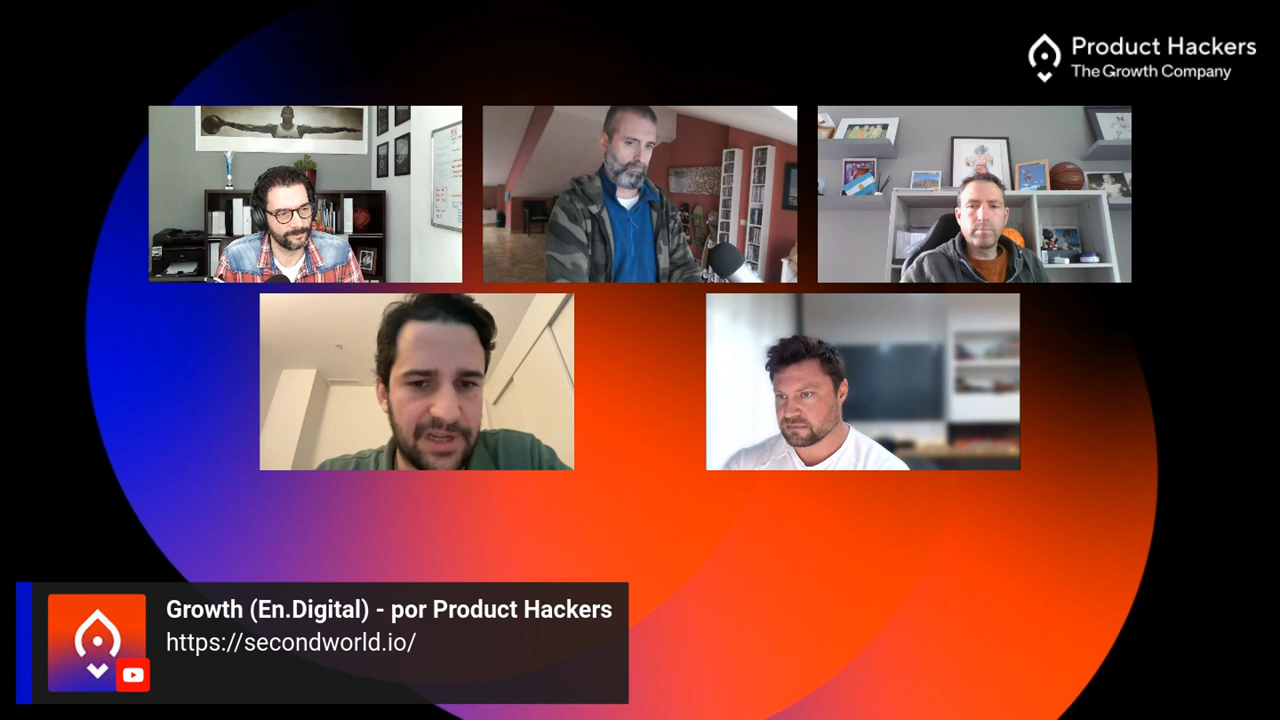 Product Hackers
The Growth Company
Growth (En.Digital) - por Product Hackers
https://secondworld.io/